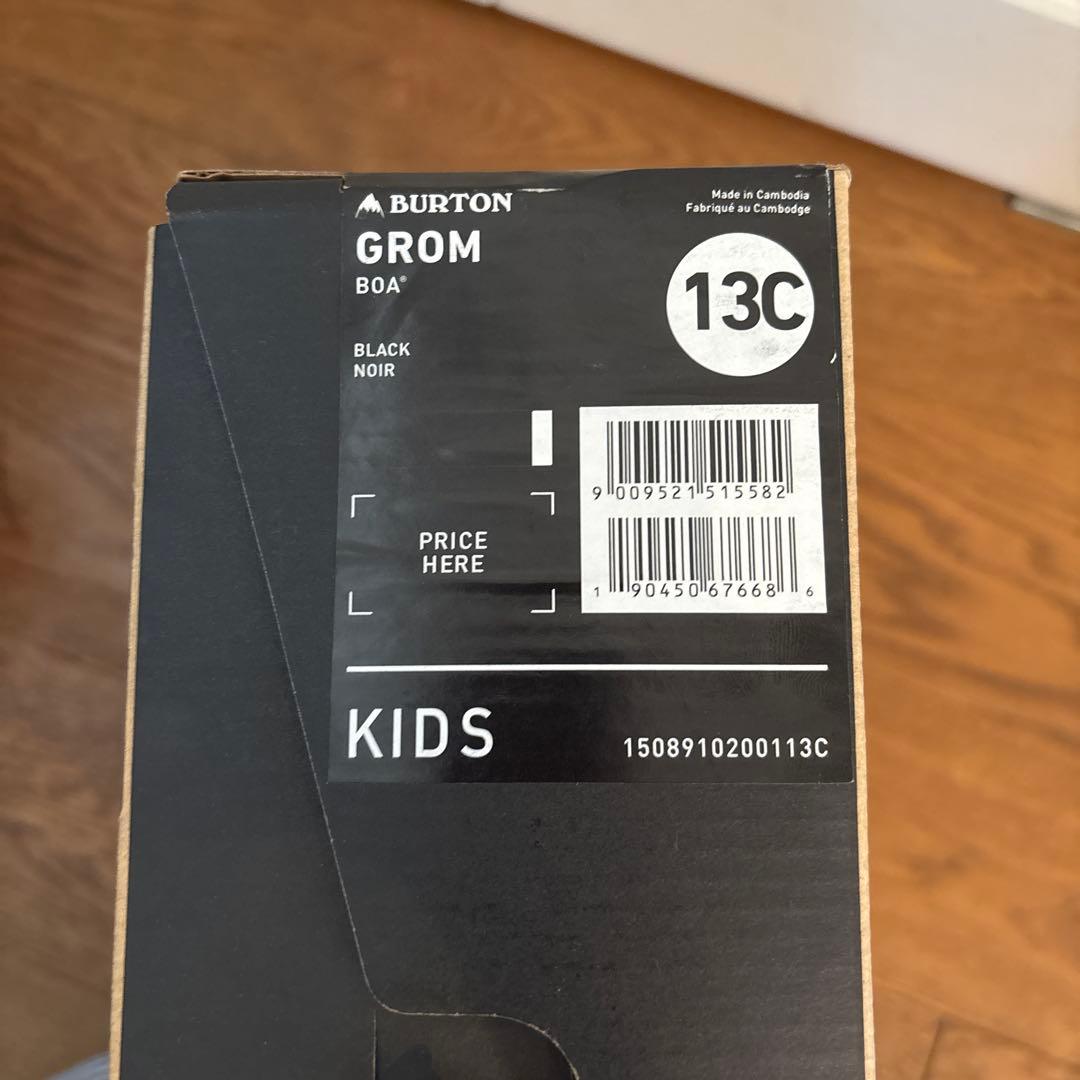 BURTON
GROM
BOA®
BLACK
NOIR
Made in Cambodia
Fabriqué au Cambodge
13C
9 009521 515582
1 90450 67668 6
PRICE
HERE
KIDS
1508910200113C